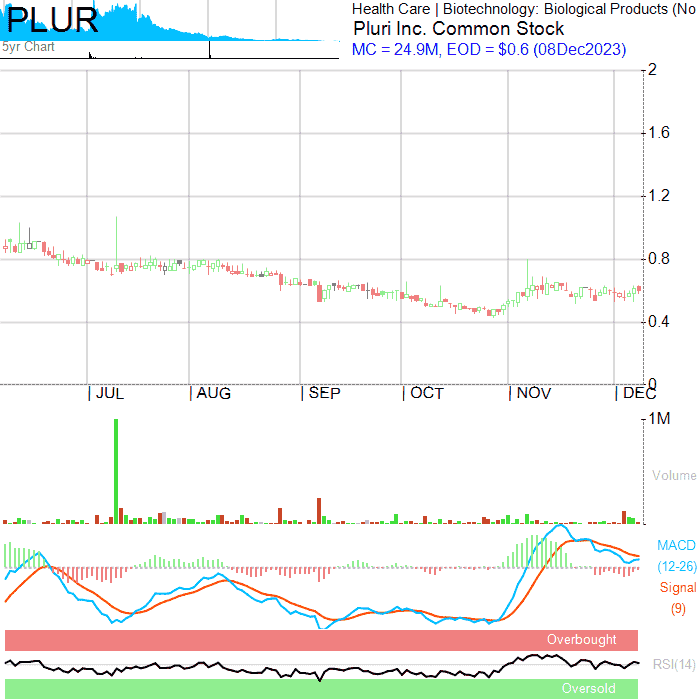 PLUR
5yr Chart
Health Care | Biotechnology: Biological Products (No
Pluri Inc. Common Stock
MC = 24.9M, EOD = $0.6 (08Dec2023)
2
1.6
1.2
0.8
0.4
0
JUL AUG SEP OCT NOV DEC
1M
Volume
MACD
(12-26)
Signal
(9)
Overbought
RSI(14)
Oversold